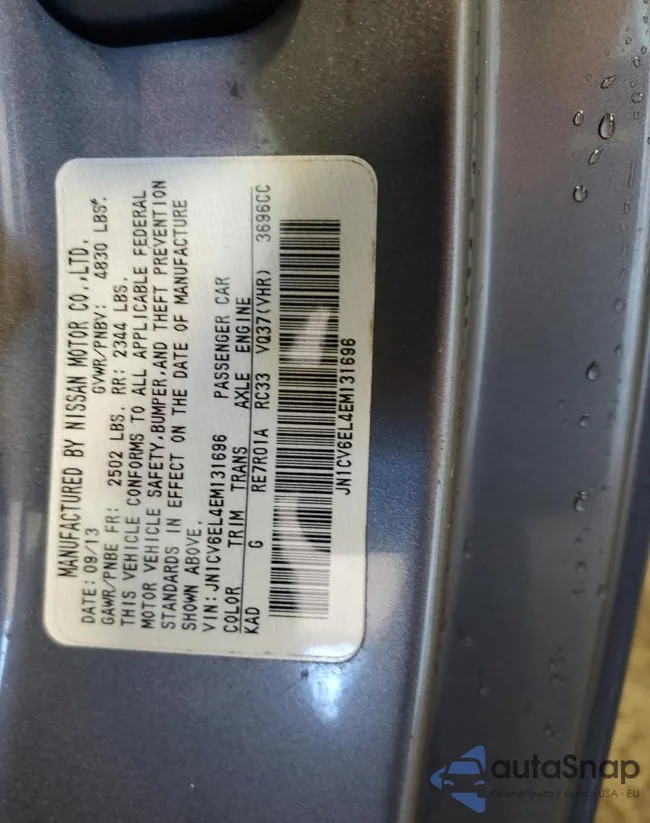 MANUFACTURED BY NISSAN MOTOR CO.,LTD.
DATE: 09/13 GVWR/PNBV: 4830 LBS.
GAWR/PNBE FR: 2502 LBS. RR: 2344 LBS.
THIS VEHICLE CONFORMS TO ALL APPLICABLE FEDERAL
MOTOR VEHICLE SAFETY,BUMPER,AND THEFT PREVENTION
STANDARDS IN EFFECT ON THE DATE OF MANUFACTURE
SHOWN ABOVE.
VIN: JN1CV6EL4EM131696 PASSENGER CAR
COLOR TRIM TRANS AXLE ENGINE
KAD G RE7R01A RC33 VQ37(VHR) 3696CC
JN1CV6EL4EM131696
autaSnap
USA · EU